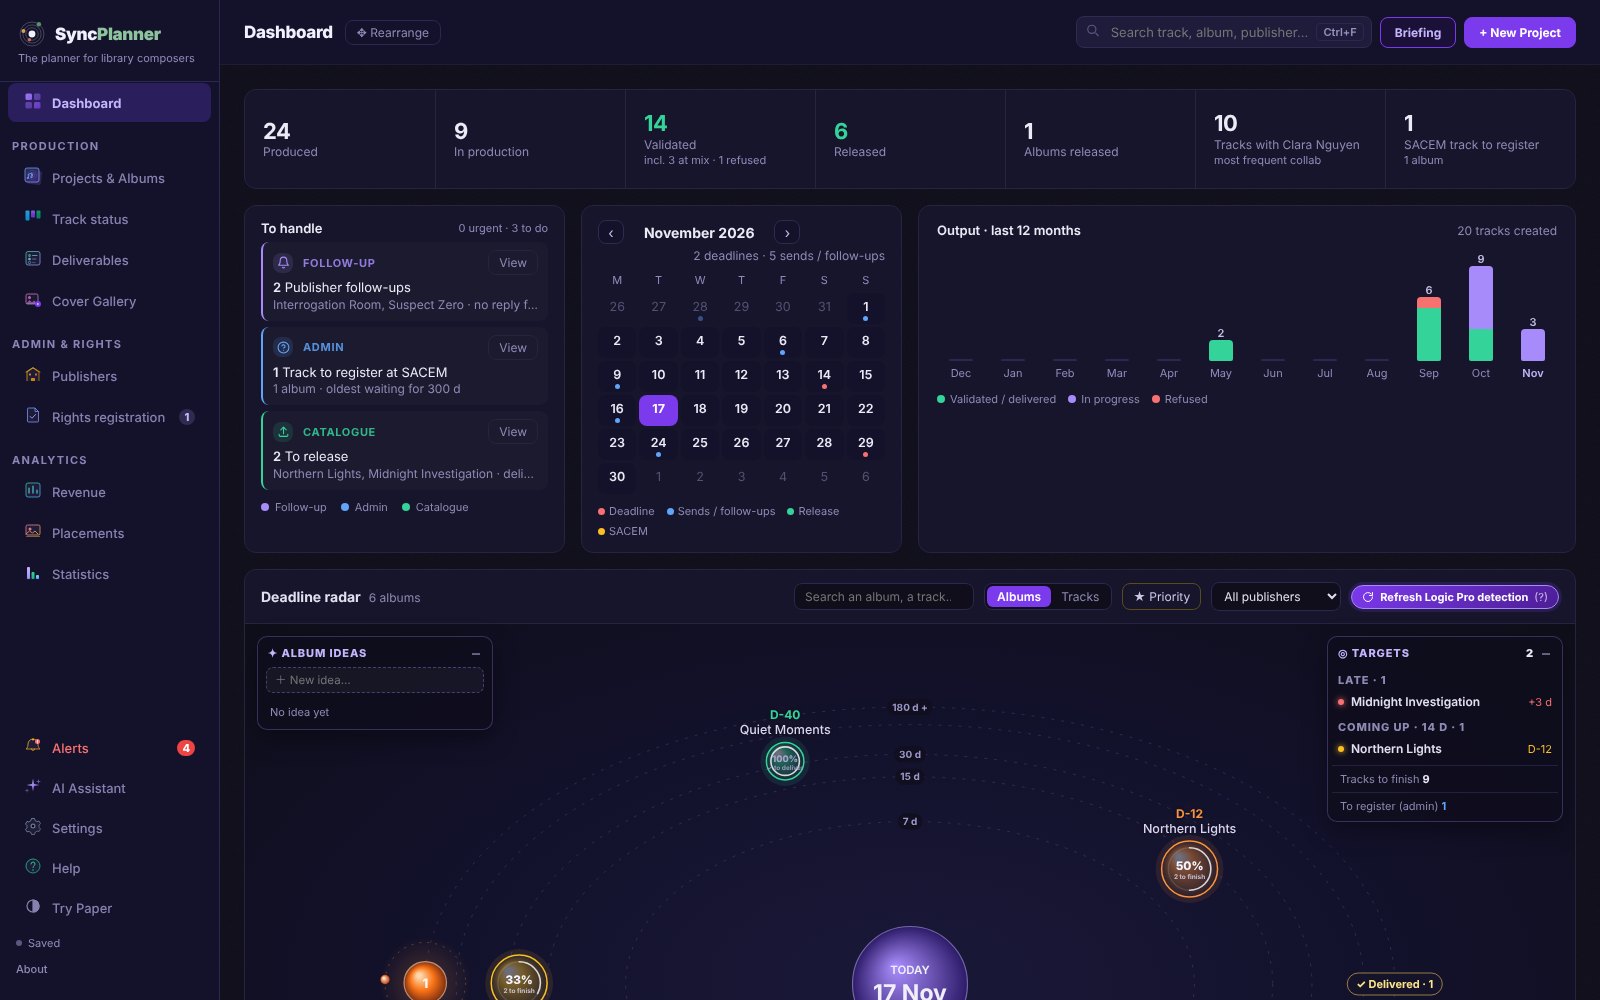 SyncPlanner
The planner for library composers
Dashboard
PRODUCTION
Projects & Albums
Track status
Deliverables
Cover Gallery
ADMIN & RIGHTS
Publishers
Rights registration 1
ANALYTICS
Revenue
Placements
Statistics
Alerts 4
AI Assistant
Settings
Help
Try Paper
Saved
About
Dashboard
Rearrange
Search track, album, publisher... Ctrl+F
Briefing
+ New Project
24
Produced
9
In production
14
Validated
incl. 3 at mix · 1 refused
6
Released
1
Albums released
10
Tracks with Clara Nguyen
most frequent collab
1
SACEM track to register
1 album
To handle
0 urgent · 3 to do
FOLLOW-UP
View
2 Publisher follow-ups
Interrogation Room, Suspect Zero · no reply f...
ADMIN
View
1 Track to register at SACEM
1 album · oldest waiting for 300 d
CATALOGUE
View
2 To release
Northern Lights, Midnight Investigation · deli...
Follow-up Admin Catalogue
‹ November 2026 ›
2 deadlines · 5 sends / follow-ups
M T W T F S S
26 27 28 29 30 31 1
2 3 4 5 6 7 8
9 10 11 12 13 14 15
16 17 18 19 20 21 22
23 24 25 26 27 28 29
30 1 2 3 4 5 6
Deadline Sends / follow-ups Release
SACEM
Output · last 12 months
20 tracks created
2 6 9 3
Dec Jan Feb Mar Apr May Jun Jul Aug Sep Oct Nov
Validated / delivered In progress Refused
Deadline radar 6 albums
Search an album, a track..
Albums Tracks
★ Priority
All publishers
Refresh Logic Pro detection (?)
✦ ALBUM IDEAS –
+ New idea...
No idea yet
◎ TARGETS 2 –
LATE · 1
Midnight Investigation +3 d
COMING UP · 14 D · 1
Northern Lights D-12
Tracks to finish 9
To register (admin) 1
180 d +
30 d
15 d
7 d
D-40
Quiet Moments
100%
D-12
Northern Lights
50%
2 to finish
1
33%
2 to finish
TODAY
17 Nov
✓ Delivered · 1